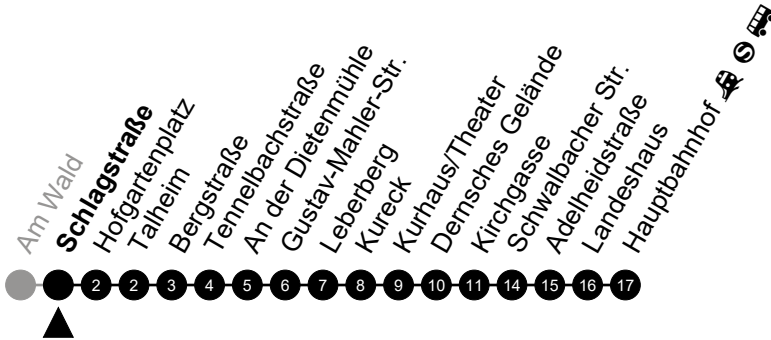 Am Wald
Schlagstraße
Hofgartenplatz
Talheim
Bergstraße
Tennelbachstraße
An der Dietenmühle
Gustav-Mahler-Str.
Leberberg
Kureck
Kurhaus/Theater
Dernsches Gelände
Kirchgasse
Schwalbacher Str.
Adelheidstraße
Landeshaus
Hauptbahnhof S
2 2 3 4 5 6 7 8 9 10 11 14 15 16 17